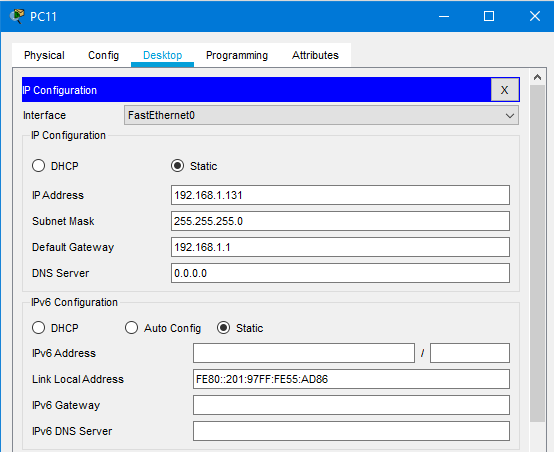 PC11
Physical Config Desktop Programming Attributes
IP Configuration X
Interface FastEthernet0
IP Configuration
DHCP Static
IP Address 192.168.1.131
Subnet Mask 255.255.255.0
Default Gateway 192.168.1.1
DNS Server 0.0.0.0
IPv6 Configuration
DHCP Auto Config Static
IPv6 Address /
Link Local Address FE80::201:97FF:FE55:AD86
IPv6 Gateway
IPv6 DNS Server